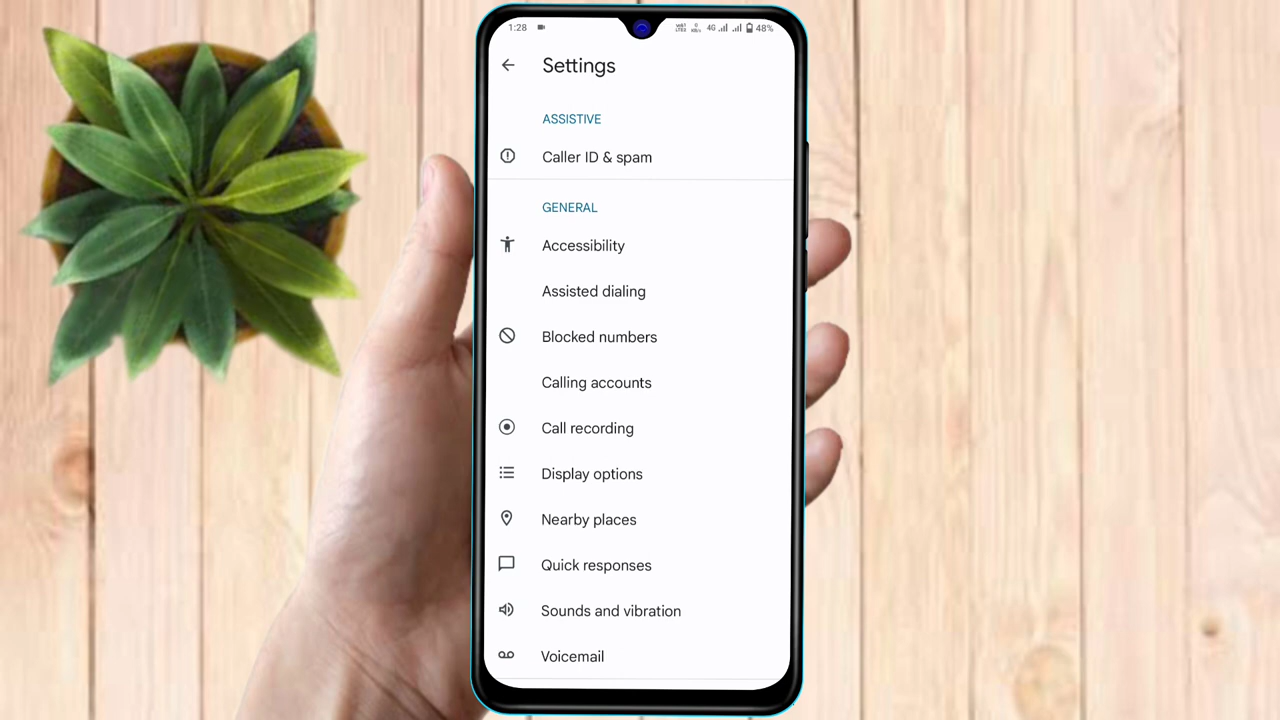 1:28
4G 48%
Settings
ASSISTIVE
Caller ID & spam
GENERAL
Accessibility
Assisted dialing
Blocked numbers
Calling accounts
Call recording
Display options
Nearby places
Quick responses
Sounds and vibration
Voicemail